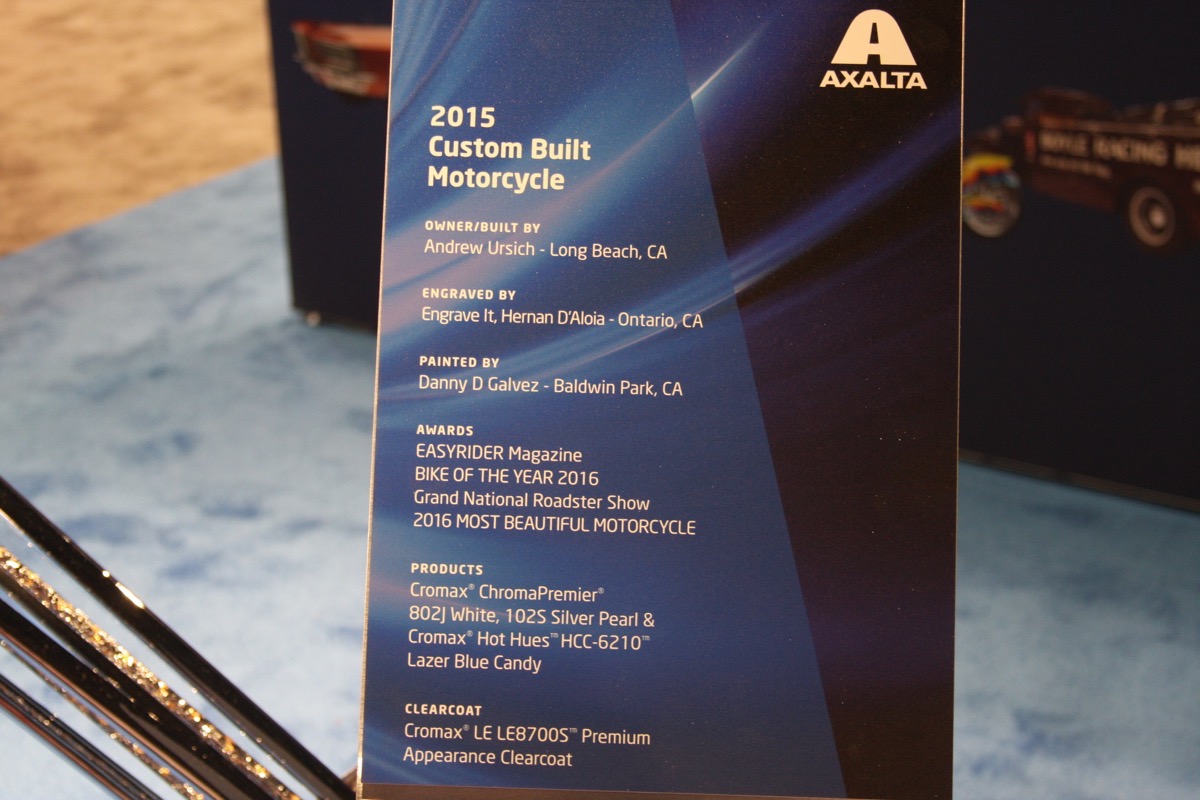 AXALTA
2015
Custom Built
Motorcycle
OWNER/BUILT BY
Andrew Ursich - Long Beach, CA
ENGRAVED BY
Engrave It, Hernan D'Aloia - Ontario, CA
PAINTED BY
Danny D Galvez - Baldwin Park, CA
AWARDS
EASYRIDER Magazine
BIKE OF THE YEAR 2016
Grand National Roadster Show
2016 MOST BEAUTIFUL MOTORCYCLE
PRODUCTS
Cromax® ChromaPremier®
802J White, 102S Silver Pearl &
Cromax® Hot Hues™ HCC-6210™
Lazer Blue Candy
CLEARCOAT
Cromax® LE LE8700S™ Premium
Appearance Clearcoat
RACING